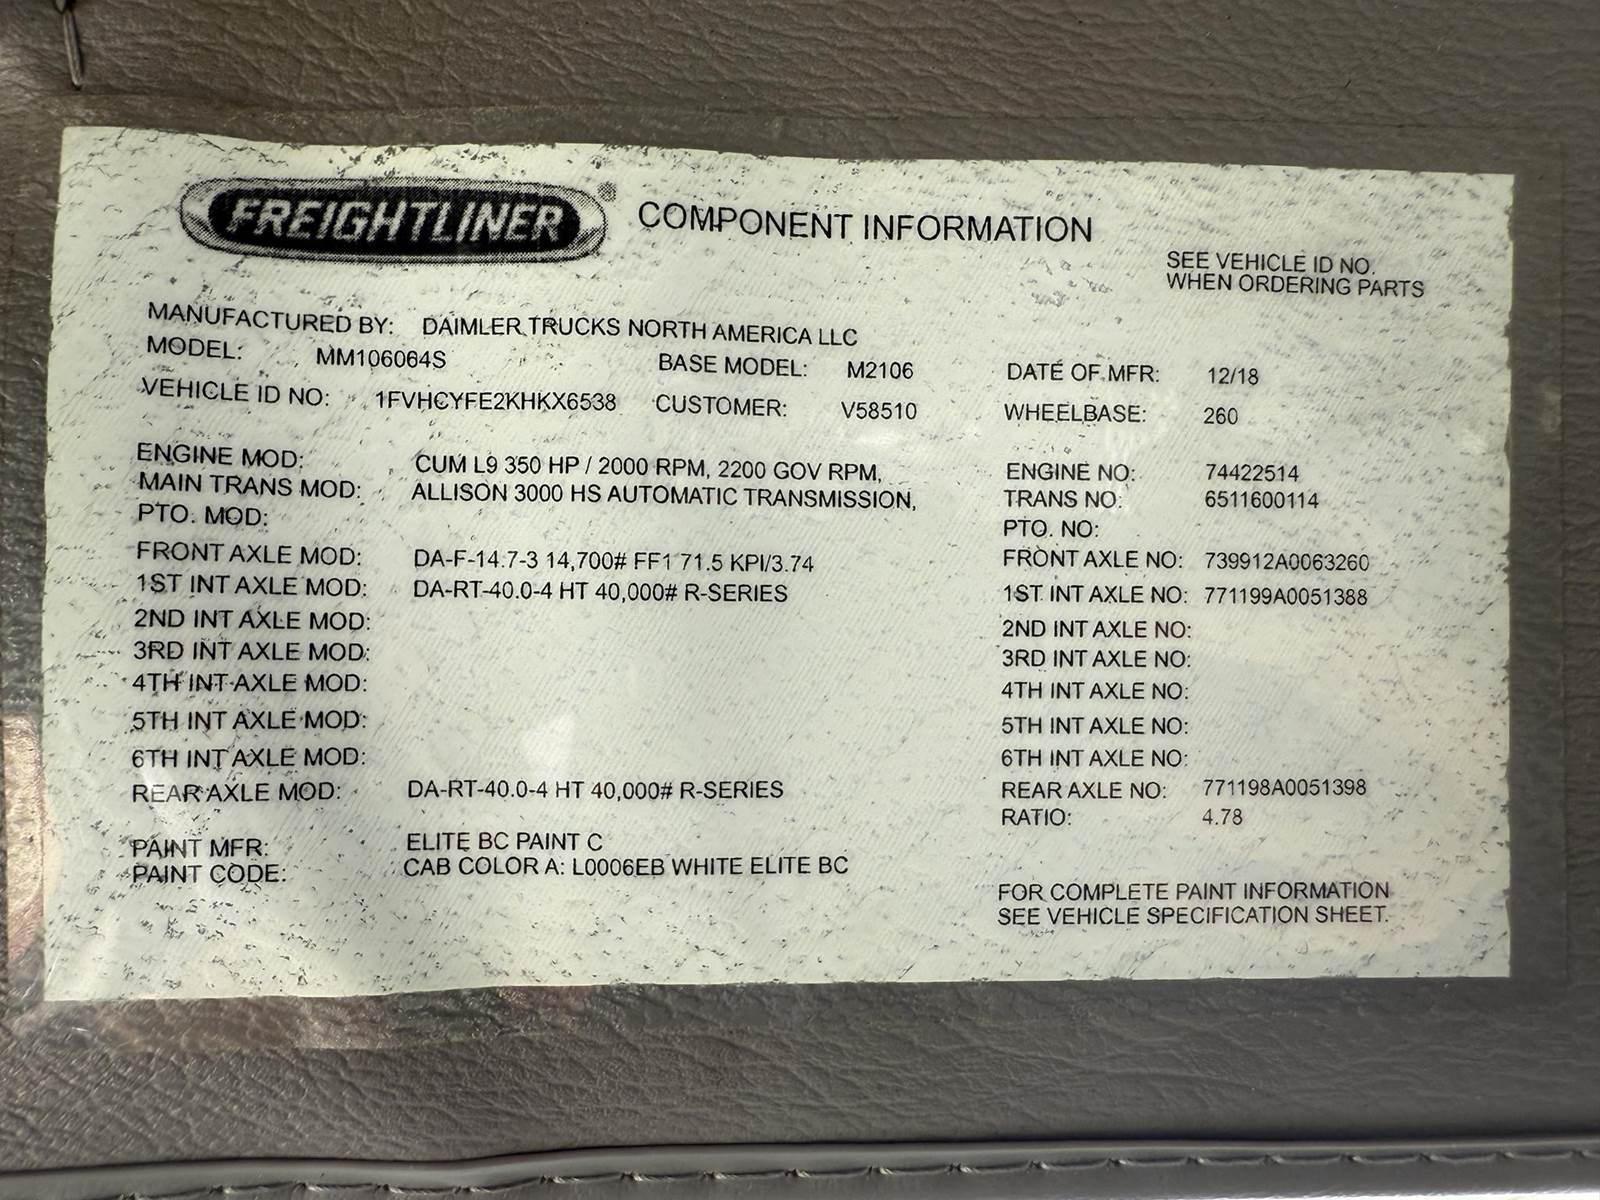 FREIGHTLINER® COMPONENT INFORMATION
SEE VEHICLE ID NO.
WHEN ORDERING PARTS
MANUFACTURED BY: DAIMLER TRUCKS NORTH AMERICA LLC
MODEL: MM106064S BASE MODEL: M2106 DATE OF MFR: 12/18
VEHICLE ID NO: 1FVHCYFE2KHKX6538 CUSTOMER: V58510 WHEELBASE: 260
ENGINE MOD: CUM L9 350 HP / 2000 RPM, 2200 GOV RPM, ENGINE NO: 74422514
MAIN TRANS MOD: ALLISON 3000 HS AUTOMATIC TRANSMISSION, TRANS NO: 6511600114
PTO. MOD: PTO. NO:
FRONT AXLE MOD: DA-F-14.7-3 14,700# FF1 71.5 KPI/3.74 FRONT AXLE NO: 739912A0063260
1ST INT AXLE MOD: DA-RT-40.0-4 HT 40,000# R-SERIES 1ST INT AXLE NO: 771199A0051388
2ND INT AXLE MOD: 2ND INT AXLE NO:
3RD INT AXLE MOD: 3RD INT AXLE NO:
4TH INT AXLE MOD: 4TH INT AXLE NO:
5TH INT AXLE MOD: 5TH INT AXLE NO:
6TH INT AXLE MOD: 6TH INT AXLE NO:
REAR AXLE MOD: DA-RT-40.0-4 HT 40,000# R-SERIES REAR AXLE NO: 771198A0051398
RATIO: 4.78
PAINT MFR: ELITE BC PAINT C
PAINT CODE: CAB COLOR A: L0006EB WHITE ELITE BC
FOR COMPLETE PAINT INFORMATION
SEE VEHICLE SPECIFICATION SHEET.